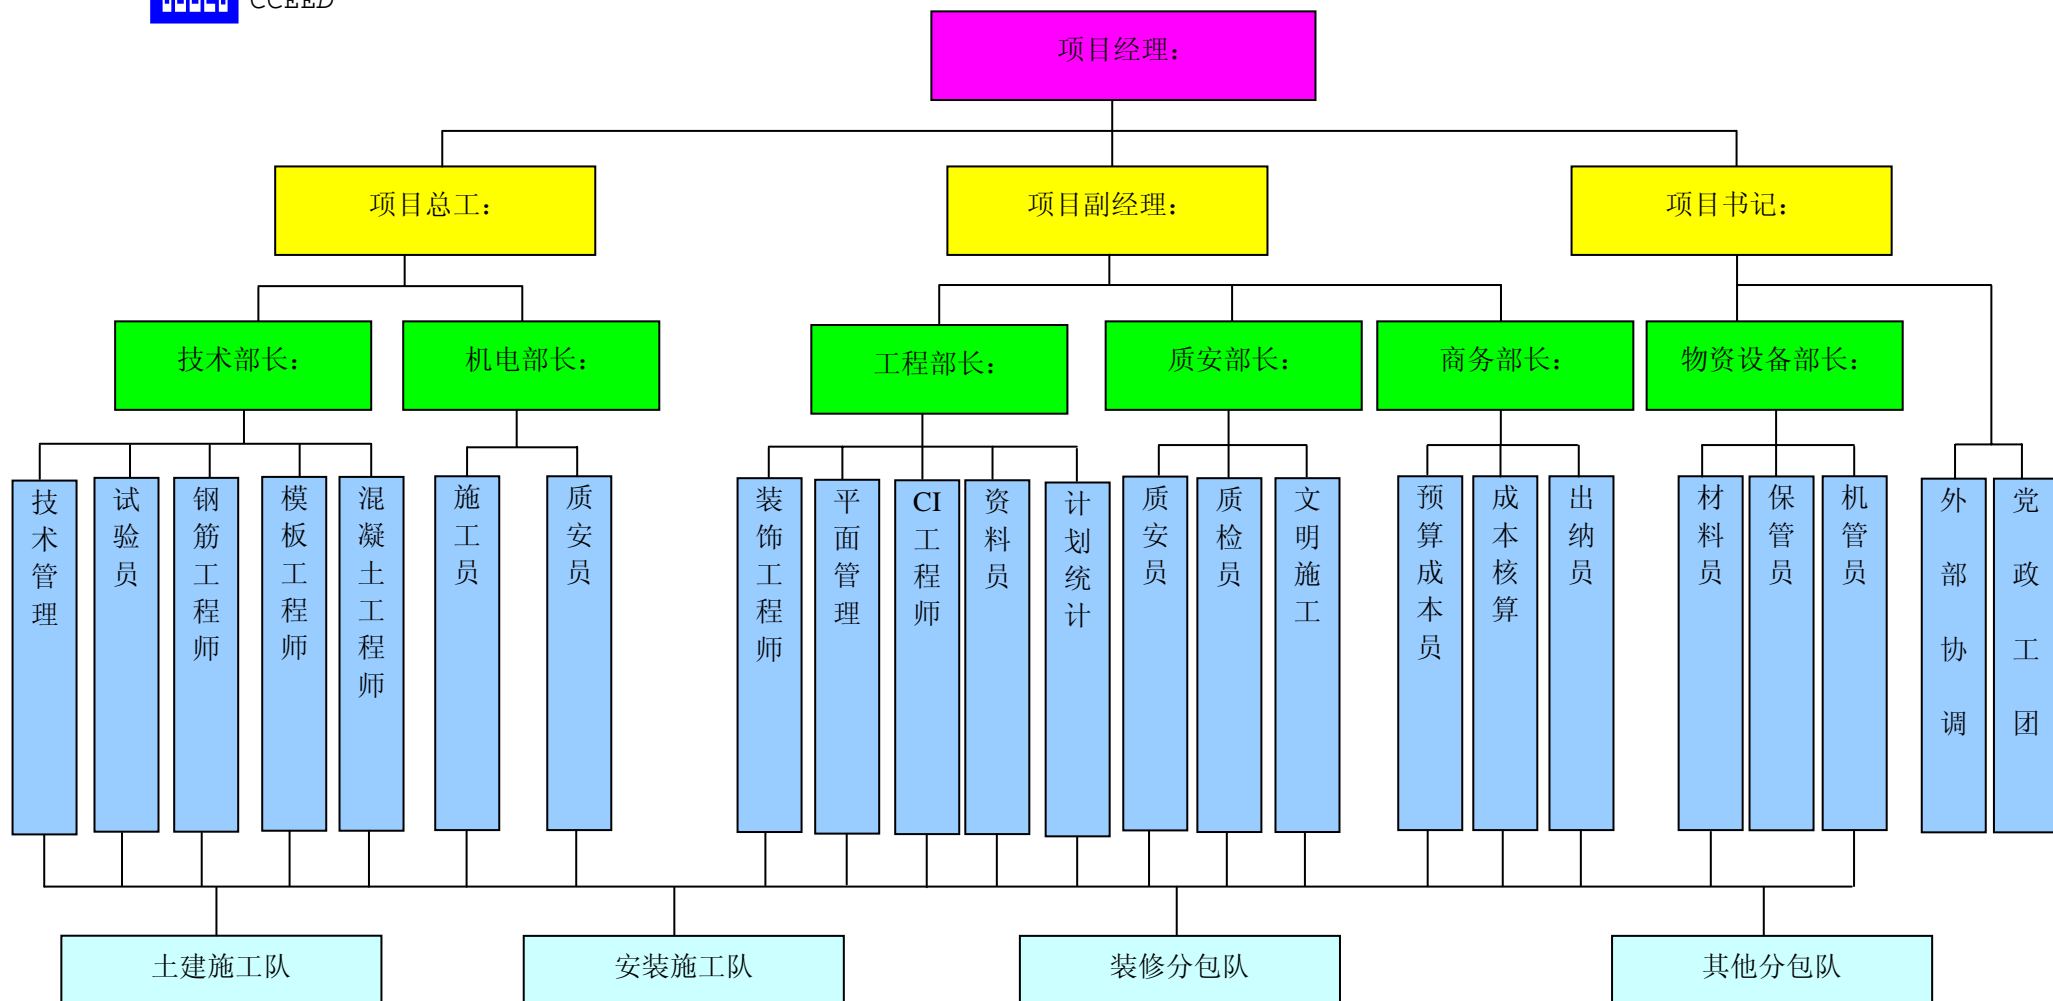 CCEED
项目经理：
项目总工：
项目副经理：
项目书记：
技术部长：
机电部长：
工程部长：
质安部长：
商务部长：
物资设备部长：
技术管理
试验员
钢筋工程师
模板工程师
混凝土工程师
施工员
质安员
装饰工程师
平面管理
CI工程师
资料员
计划统计
质安员
质检员
文明施工
预算成本员
成本核算
出纳员
材料员
保管员
机管员
外部协调
党政工团
土建施工队
安装施工队
装修分包队
其他分包队